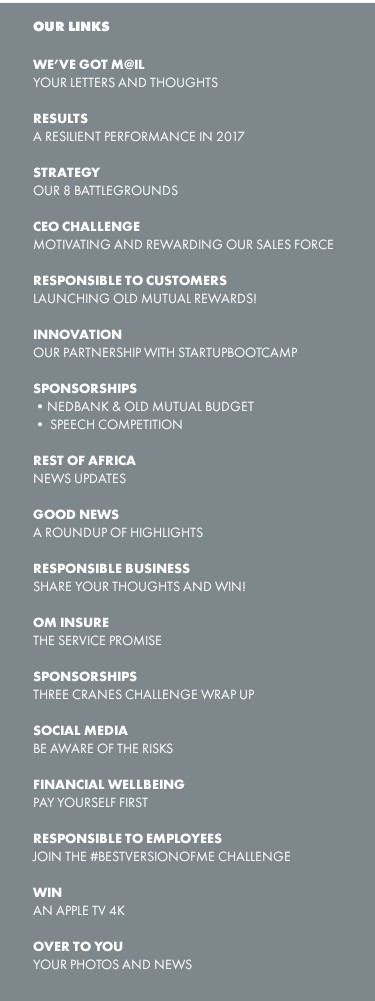 OUR LINKS
WE'VE GOT M@IL
YOUR LETTERS AND THOUGHTS
RESULTS
A RESILIENT PERFORMANCE IN 2017
STRATEGY
OUR 8 BATTLEGROUNDS
CEO CHALLENGE
MOTIVATING AND REWARDING OUR SALES FORCE
RESPONSIBLE TO CUSTOMERS
LAUNCHING OLD MUTUAL REWARDS!
INNOVATION
OUR PARTNERSHIP WITH STARTUPBOOTCAMP
SPONSORSHIPS
• NEDBANK & OLD MUTUAL BUDGET
• SPEECH COMPETITION
REST OF AFRICA
NEWS UPDATES
GOOD NEWS
A ROUNDUP OF HIGHLIGHTS
RESPONSIBLE BUSINESS
SHARE YOUR THOUGHTS AND WIN!
OM INSURE
THE SERVICE PROMISE
SPONSORSHIPS
THREE CRANES CHALLENGE WRAP UP
SOCIAL MEDIA
BE AWARE OF THE RISKS
FINANCIAL WELLBEING
PAY YOURSELF FIRST
RESPONSIBLE TO EMPLOYEES
JOIN THE #BESTVERSIONOFME CHALLENGE
WIN
AN APPLE TV 4K
OVER TO YOU
YOUR PHOTOS AND NEWS